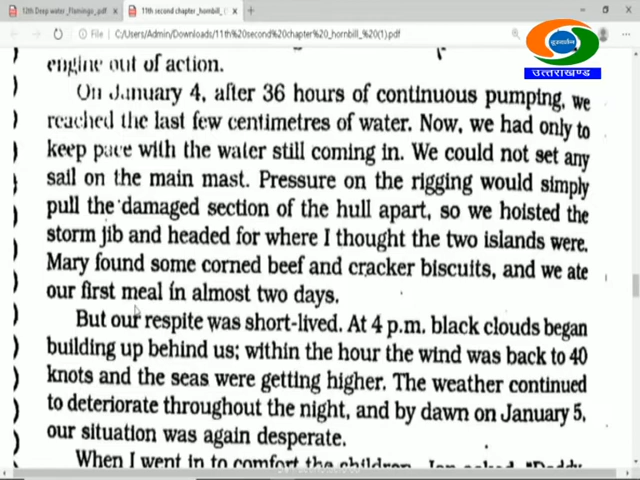 12th Deep water_Flamingo_.pdf
11th second chapter_hornbill_ (
File
C:/Users/Admin/Downloads/11th%20second%20chapter%20_hornbill_%20(1).pdf
दूरदर्शन
उत्तराखण्ड
engine out of action.
On January 4, after 36 hours of continuous pumping, we
reached the last few centimetres of water. Now, we had only to
keep pace with the water still coming in. We could not set any
sail on the main mast. Pressure on the rigging would simply
pull the damaged section of the hull apart, so we hoisted the
storm jib and headed for where I thought the two islands were.
Mary found some corned beef and cracker biscuits, and we ate
our first meal in almost two days.
But our respite was short-lived. At 4 p.m. black clouds began
building up behind us; within the hour the wind was back to 40
knots and the seas were getting higher. The weather continued
to deteriorate throughout the night, and by dawn on January 5,
our situation was again desperate.
When I went in to comfort the children, Jon asked, "Daddy,